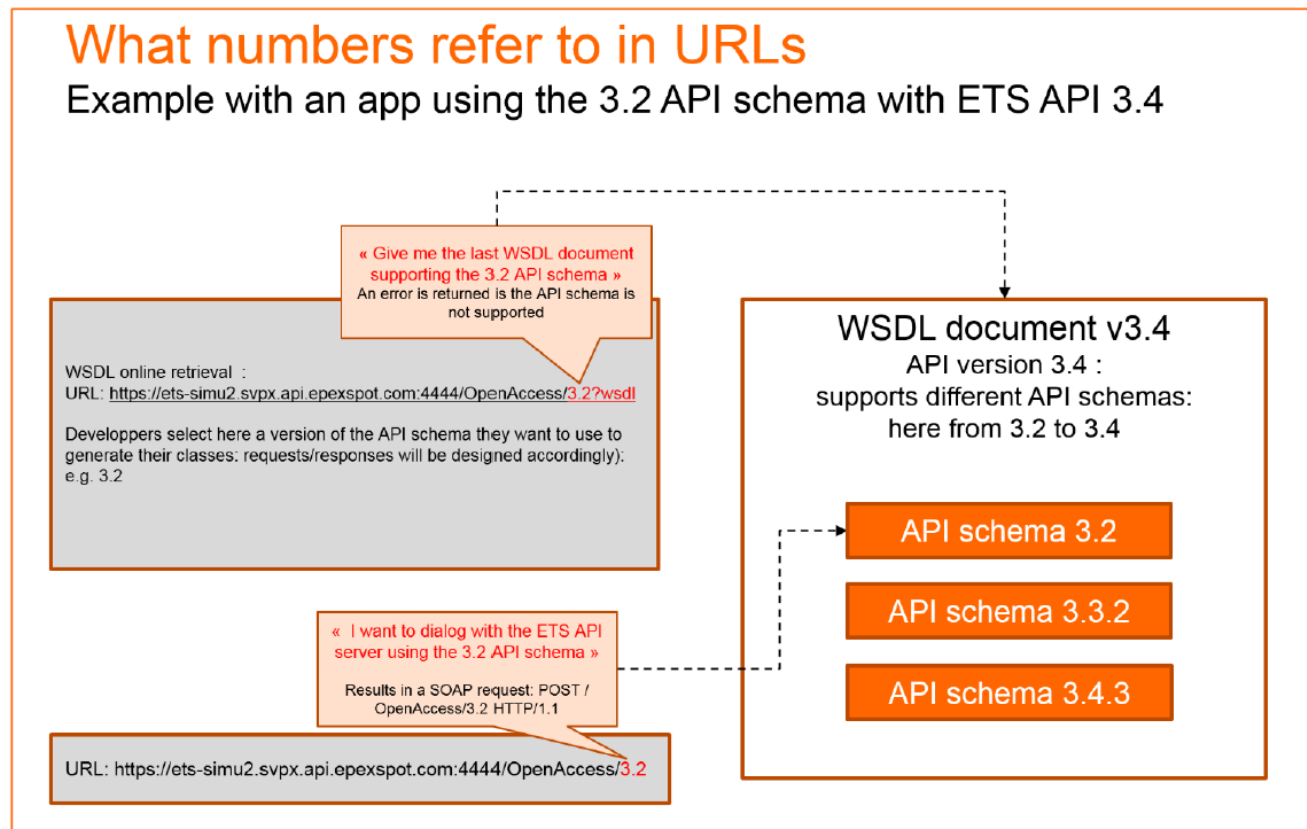 What numbers refer to in URLs
Example with an app using the 3.2 API schema with ETS API 3.4
« Give me the last WSDL document
supporting the 3.2 API schema »
An error is returned is the API schema is
not supported
WSDL online retrieval :
URL: https://ets-simu2.svpx.api.epexspot.com:4444/OpenAccess/3.2?wsdl
Developpers select here a version of the API schema they want to use to
generate their classes: requests/responses will be designed accordingly):
e.g. 3.2
WSDL document v3.4
API version 3.4 :
supports different API schemas:
here from 3.2 to 3.4
API schema 3.2
API schema 3.3.2
API schema 3.4.3
« I want to dialog with the ETS API
server using the 3.2 API schema »
Results in a SOAP request: POST /
OpenAccess/3.2 HTTP/1.1
URL: https://ets-simu2.svpx.api.epexspot.com:4444/OpenAccess/3.2